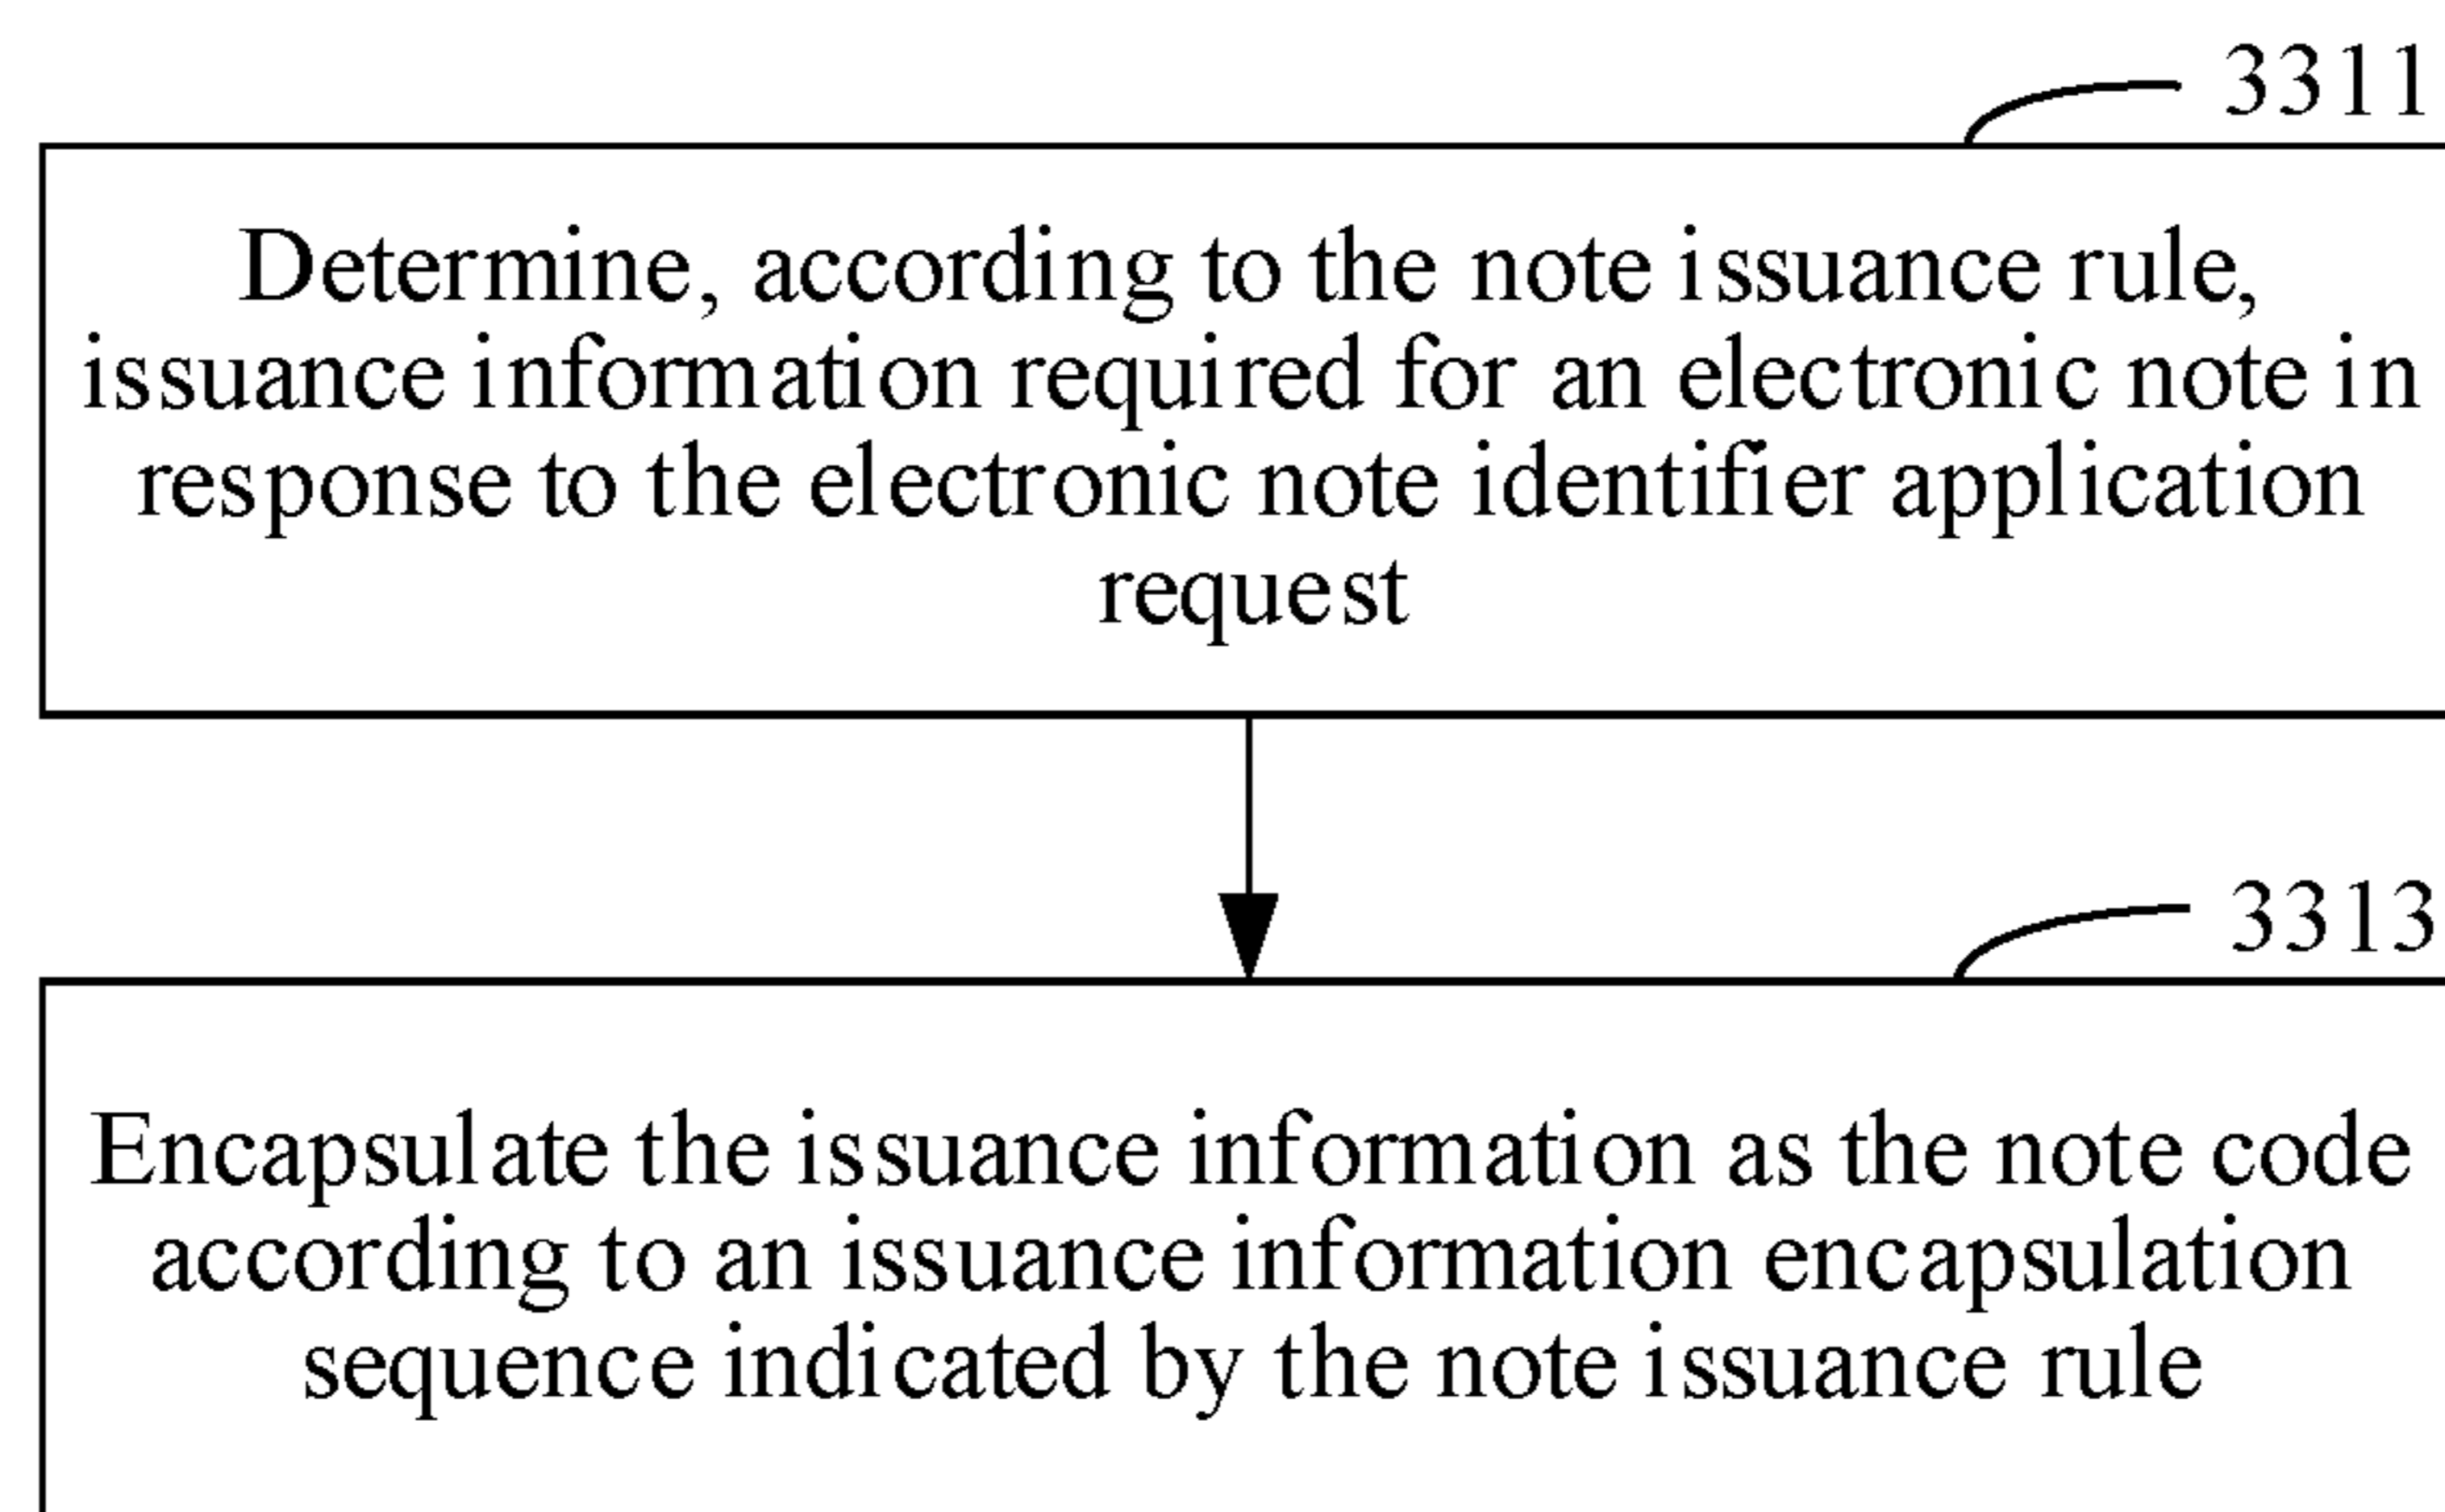 3311
Determine, according to the note issuance rule,
issuance information required for an electronic note in
response to the electronic note identifier application
request
3313
Encapsulate the issuance information as the note code
according to an issuance information encapsulation
sequence indicated by the note issuance rule